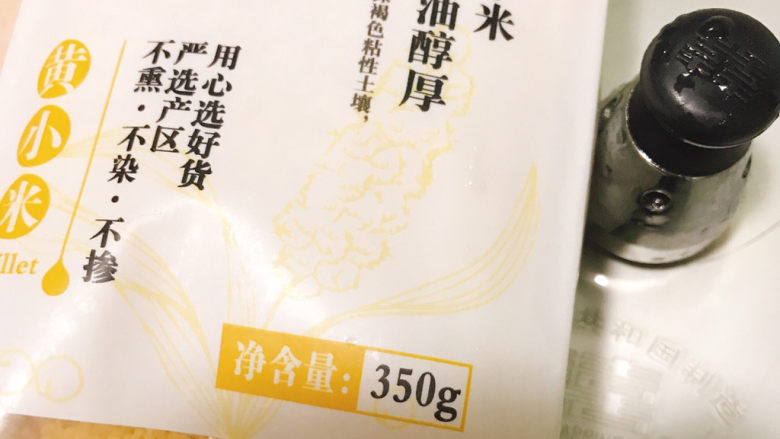 米
油醇厚
褐色粘性土壤，
用心选好货
严选产区
不熏·不染·不掺
黄小米
llet
净含量：350g